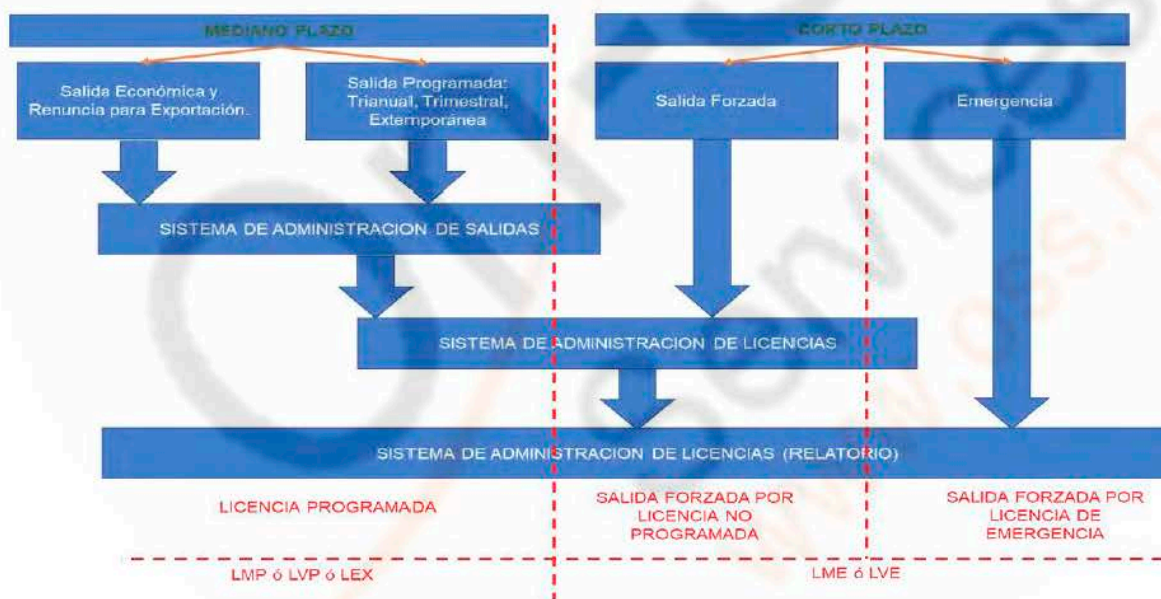 MEDIANO PLAZO
CORTO PLAZO
Salida Económica y
Renuncia para Exportación.
Salida Programada:
Trianual, Trimestral,
Extemporánea
Salida Forzada
Emergencia
SISTEMA DE ADMINISTRACION DE SALIDAS
SISTEMA DE ADMINISTRACION DE LICENCIAS
SISTEMA DE ADMINISTRACION DE LICENCIAS (RELATORIO)
LICENCIA PROGRAMADA
SALIDA FORZADA POR
LICENCIA NO
PROGRAMADA
SALIDA FORZADA POR
LICENCIA DE
EMERGENCIA
LMP ó LVP ó LEX
LME ó LVE
Services